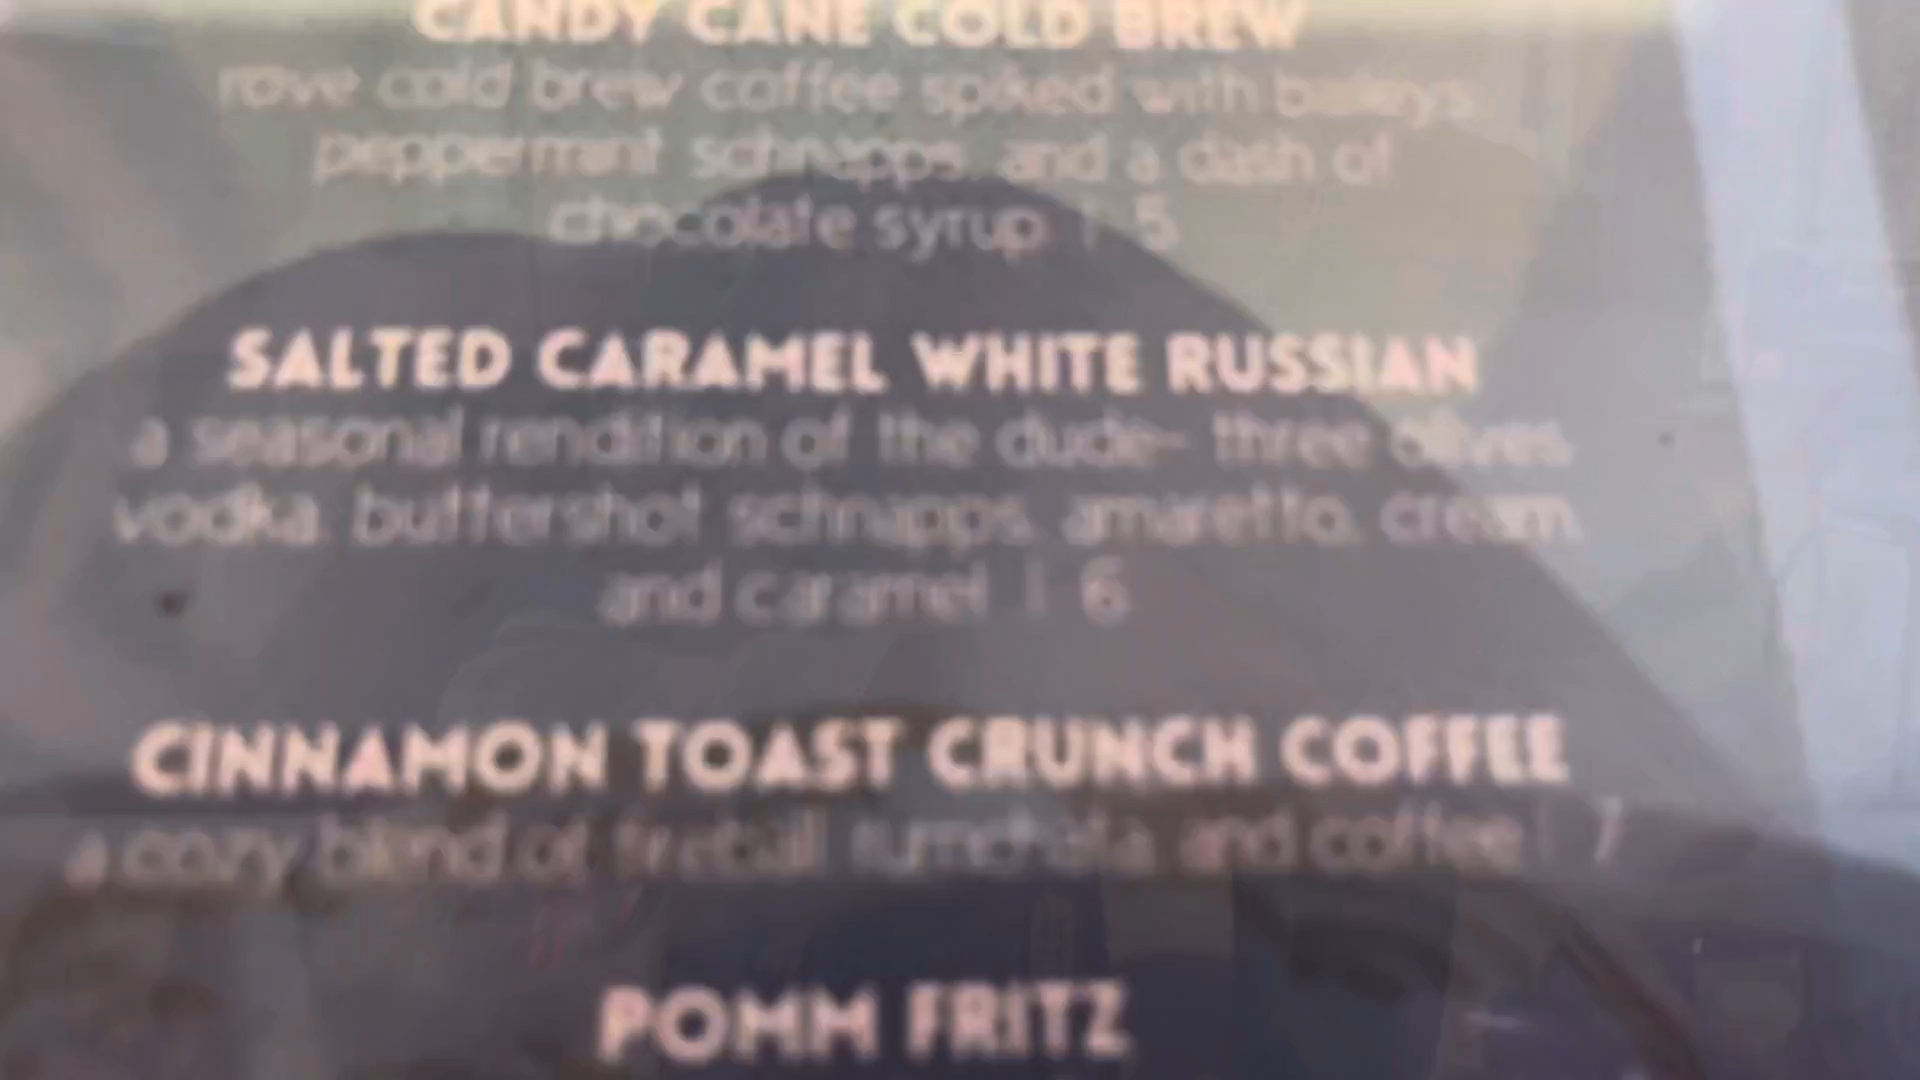 CANDY CANE COLD BREW
rove cold brew coffee spiked with baileys,
peppermint schnapps, and a dash of
chocolate syrup | 5
SALTED CARAMEL WHITE RUSSIAN
a seasonal rendition of the dude- three olives
vodka, buttershot schnapps, amaretto, cream,
and caramel | 6
CINNAMON TOAST CRUNCH COFFEE
a cozy blend of fireball rumchata and coffee | 7
POMM FRITZ